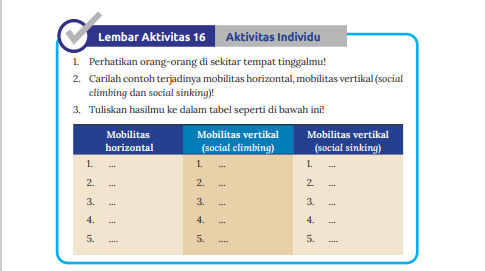 Lembar Aktivitas 16 Aktivitas Individu
1. Perhatikan orang-orang di sekitar tempat tinggalmu!
2. Carilah contoh terjadinya mobilitas horizontal, mobilitas vertikal (social
climbing dan social sinking)!
3. Tuliskan hasilmu ke dalam tabel seperti di bawah ini!
Mobilitas Mobilitas vertikal Mobilitas vertikal
horizontal (social climbing) (social sinking)
1. ... 1. ... 1. ...
2. ... 2. ... 2. ...
3. ... 3. ... 3. ...
4. ... 4. ... 4. ...
5. .... 5. .... 5. ....